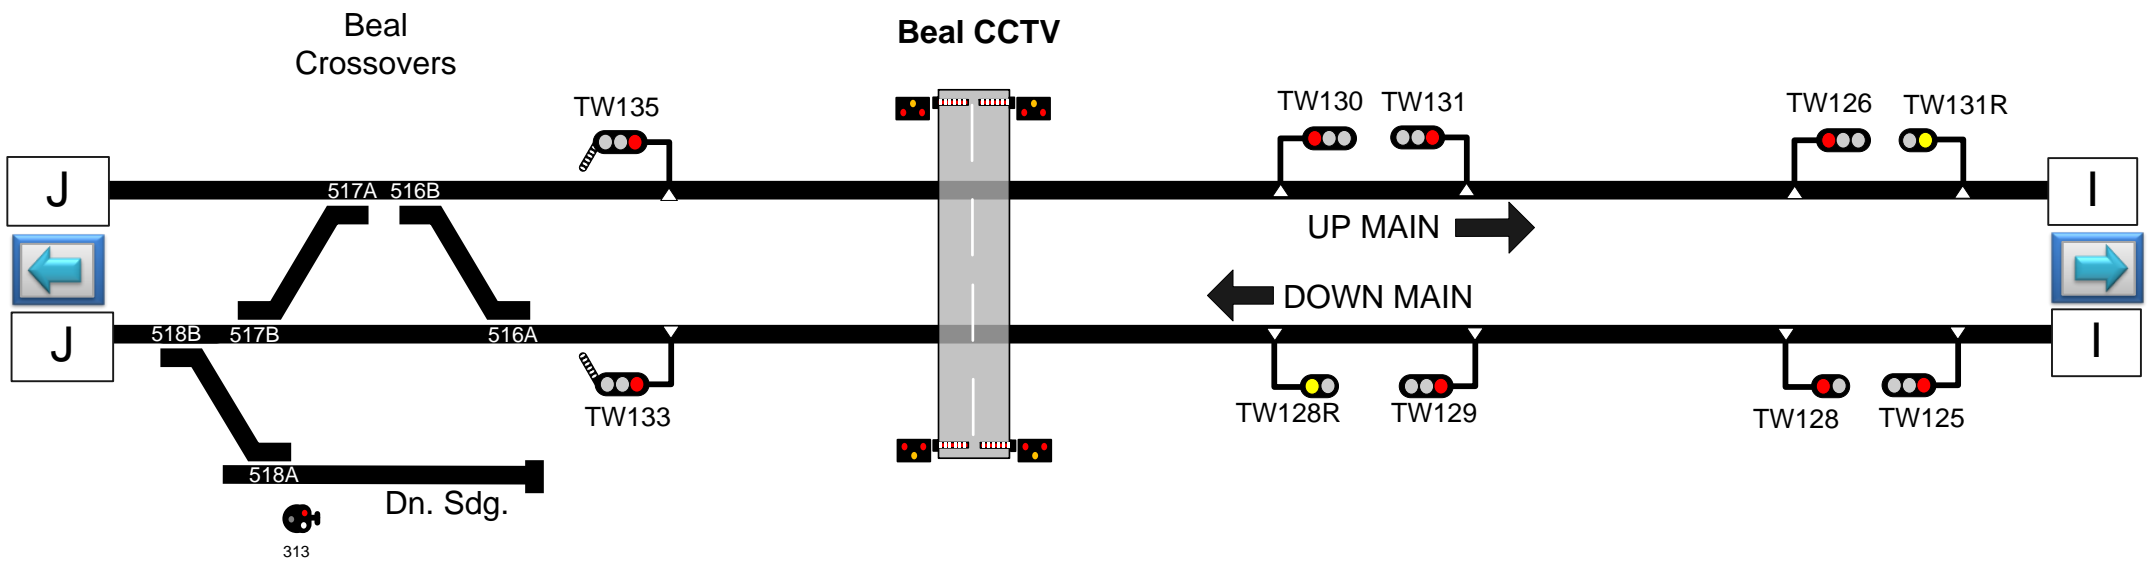 Beal
Crossovers
Beal CCTV
TW135
TW130 TW131
TW126 TW131R
J
517A 516B
I
UP MAIN
DOWN MAIN
J
518B 517B 516A
I
TW133
TW128R TW129
TW128 TW125
518A
Dn. Sdg.
313